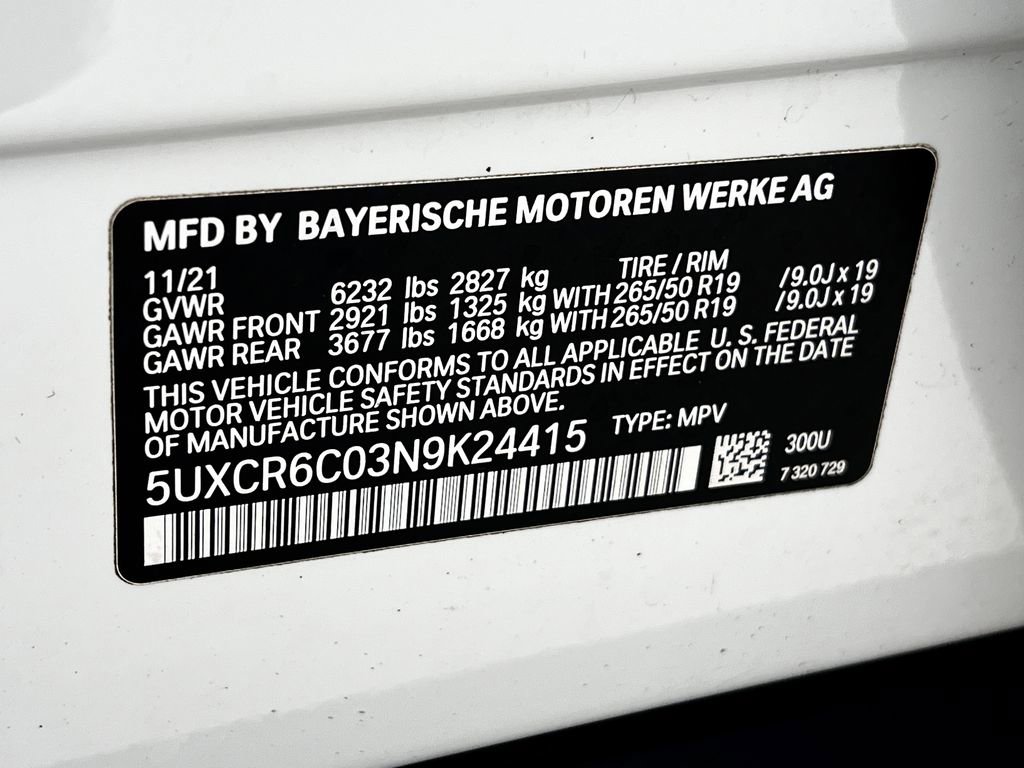 MFD BY BAYERISCHE MOTOREN WERKE AG
11/21 TIRE / RIM
GVWR 6232 lbs 2827 kg
GAWR FRONT 2921 lbs 1325 kg WITH 265/50 R19 /9.0J x 19
GAWR REAR 3677 lbs 1668 kg WITH 265/50 R19 /9.0J x 19
THIS VEHICLE CONFORMS TO ALL APPLICABLE U. S. FEDERAL
MOTOR VEHICLE SAFETY STANDARDS IN EFFECT ON THE DATE
OF MANUFACTURE SHOWN ABOVE.
5UXCR6C03N9K24415 TYPE: MPV
300U
7 320 729